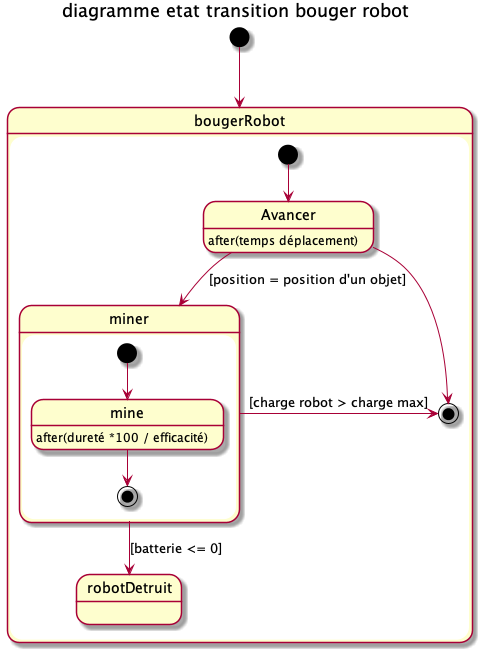 diagramme etat transition bouger robot
bougerRobot
Avancer
after(temps déplacement)
[position = position d'un objet]
miner
mine
after(dureté *100 / efficacité)
[charge robot > charge max]
[batterie <= 0]
robotDetruit